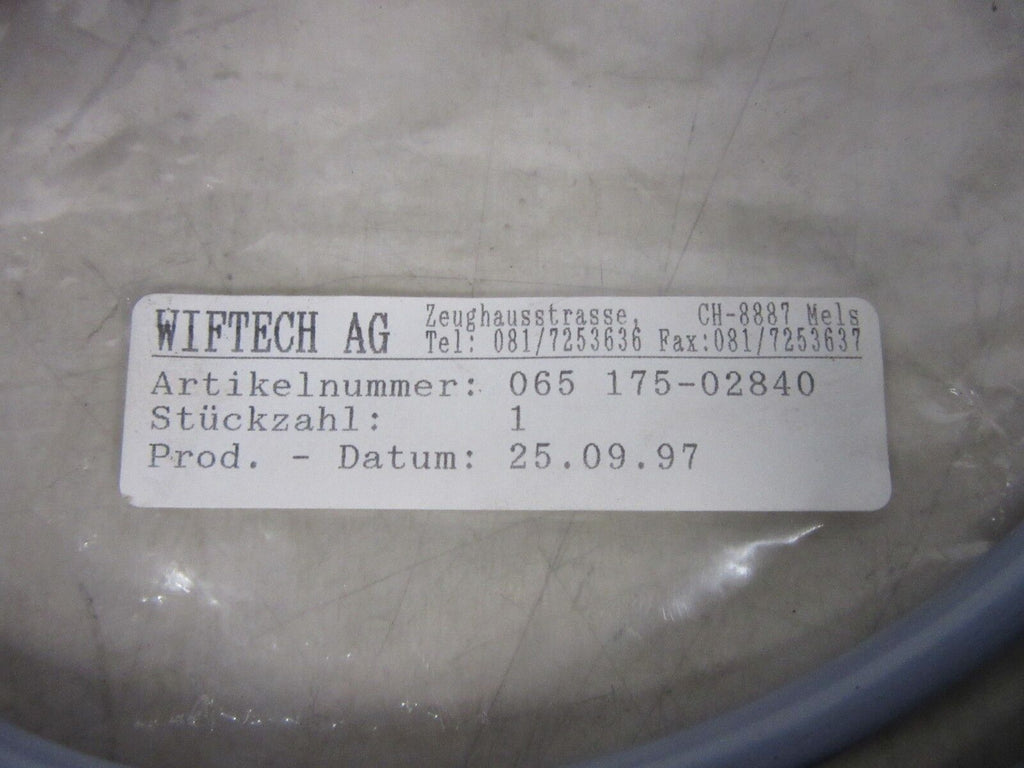 WIFTECH AG
Zeughausstrasse, CH-8887 Mels
Tel: 081/7253636 Fax:081/7253637
Artikelnummer: 065 175-02840
Stückzahl: 1
Prod. - Datum: 25.09.97